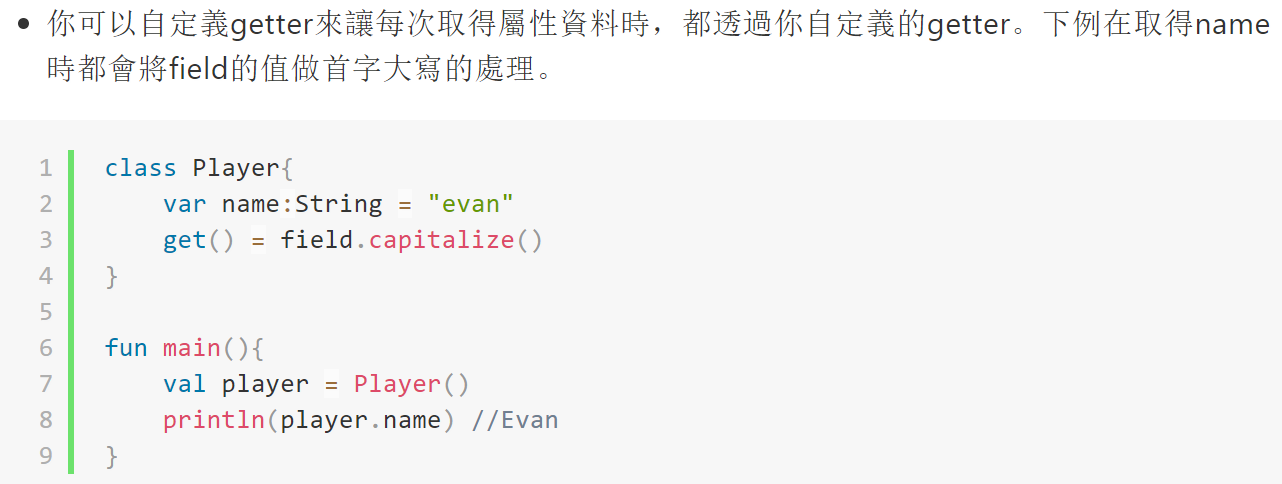 • 你可以自定義getter來讓每次取得屬性資料時，都透過你自定義的getter。下例在取得name
時都會將field的值做首字大寫的處理。
1 class Player{
2     var name:String = "evan"
3     get() = field.capitalize()
4 }
5
6 fun main(){
7     val player = Player()
8     println(player.name) //Evan
9 }